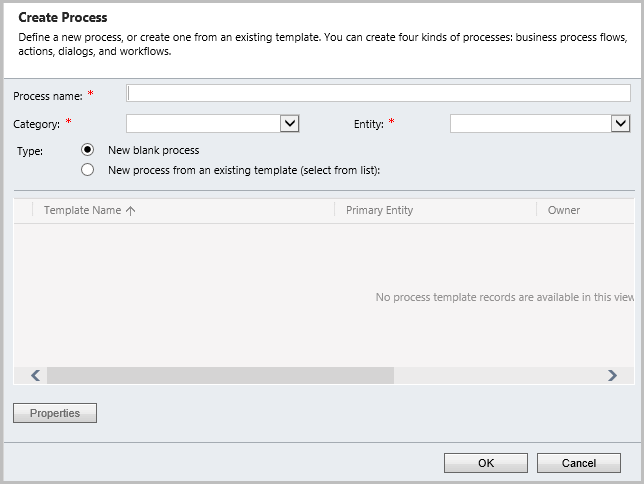 Create Process
Define a new process, or create one from an existing template. You can create four kinds of processes: business process flows,
actions, dialogs, and workflows.
Process name: *
Category: * Entity: *
Type: New blank process
New process from an existing template (select from list):
Template Name ↑ Primary Entity Owner
No process template records are available in this view
Properties
OK Cancel